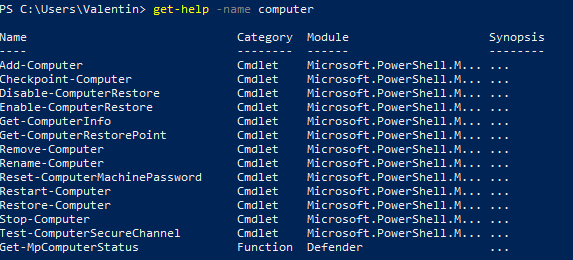 PS C:\Users\Valentin> get-help -name computer
Name Category Module Synopsis
---- -------- ------ --------
Add-Computer Cmdlet Microsoft.PowerShell.M... ...
Checkpoint-Computer Cmdlet Microsoft.PowerShell.M... ...
Disable-ComputerRestore Cmdlet Microsoft.PowerShell.M... ...
Enable-ComputerRestore Cmdlet Microsoft.PowerShell.M... ...
Get-ComputerInfo Cmdlet Microsoft.PowerShell.M... ...
Get-ComputerRestorePoint Cmdlet Microsoft.PowerShell.M... ...
Remove-Computer Cmdlet Microsoft.PowerShell.M... ...
Rename-Computer Cmdlet Microsoft.PowerShell.M... ...
Reset-ComputerMachinePassword Cmdlet Microsoft.PowerShell.M... ...
Restart-Computer Cmdlet Microsoft.PowerShell.M... ...
Restore-Computer Cmdlet Microsoft.PowerShell.M... ...
Stop-Computer Cmdlet Microsoft.PowerShell.M... ...
Test-ComputerSecureChannel Cmdlet Microsoft.PowerShell.M... ...
Get-MpComputerStatus Function Defender ...